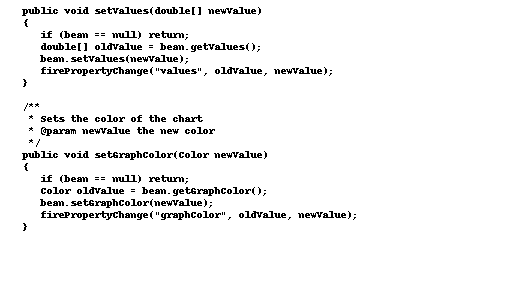 public void setValues(double[] newValue)
{
   if (bean == null) return;
   double[] oldValue = bean.getValues();
   bean.setValues(newValue);
   firePropertyChange("values", oldValue, newValue);
}

/**
 * Sets the color of the chart
 * @param newValue the new color
 */
public void setGraphColor(Color newValue)
{
   if (bean == null) return;
   Color oldValue = bean.getGraphColor();
   bean.setGraphColor(newValue);
   firePropertyChange("graphColor", oldValue, newValue);
}